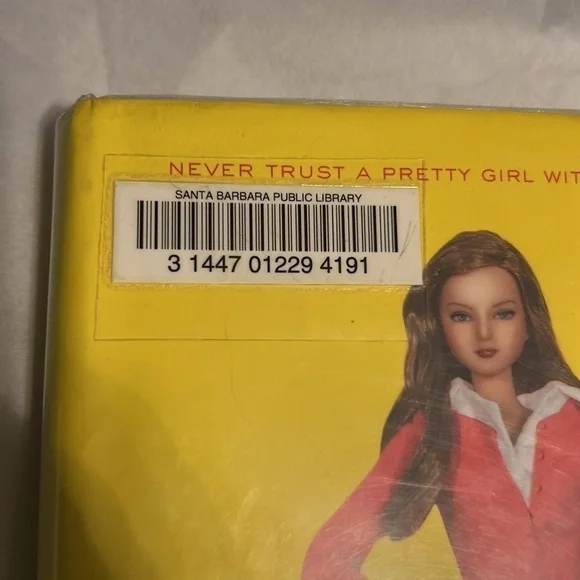 NEVER TRUST A PRETTY GIRL WIT
SANTA BARBARA PUBLIC LIBRARY
3 1447 01229 4191